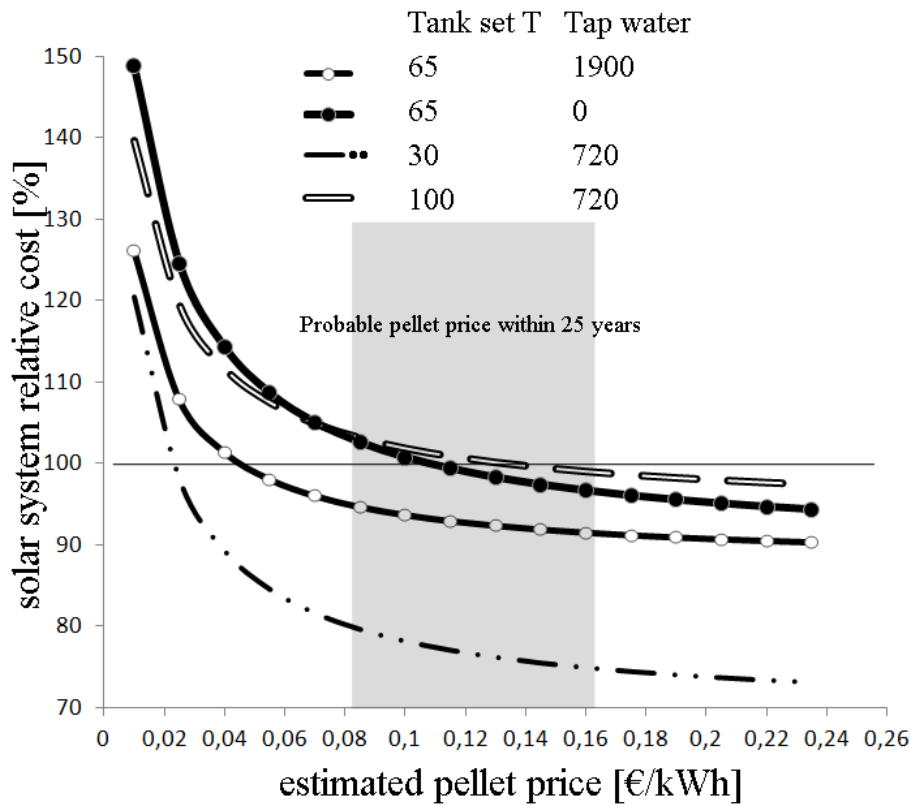 Tank set T Tap water
65 1900
65 0
30 720
100 720
150
140
130
120
110
100
90
80
70
solar system relative cost [%]
Probable pellet price within 25 years
0 0,02 0,04 0,06 0,08 0,1 0,12 0,14 0,16 0,18 0,2 0,22 0,24 0,26
estimated pellet price [€/kWh]